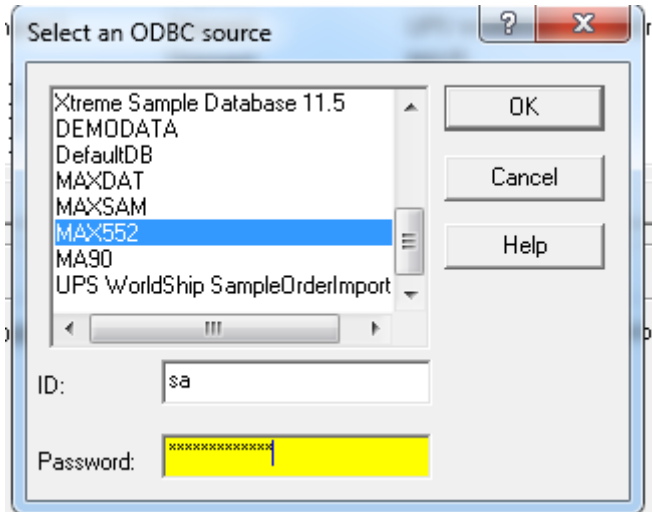 Select an ODBC source
Xtreme Sample Database 11.5
DEMODATA
DefaultDB
MAXDAT
MAXSAM
MAX552
MA90
UPS WorldShip SampleOrderImport
OK
Cancel
Help
ID:
sa
Password:
xxxxxxxxxxxxx